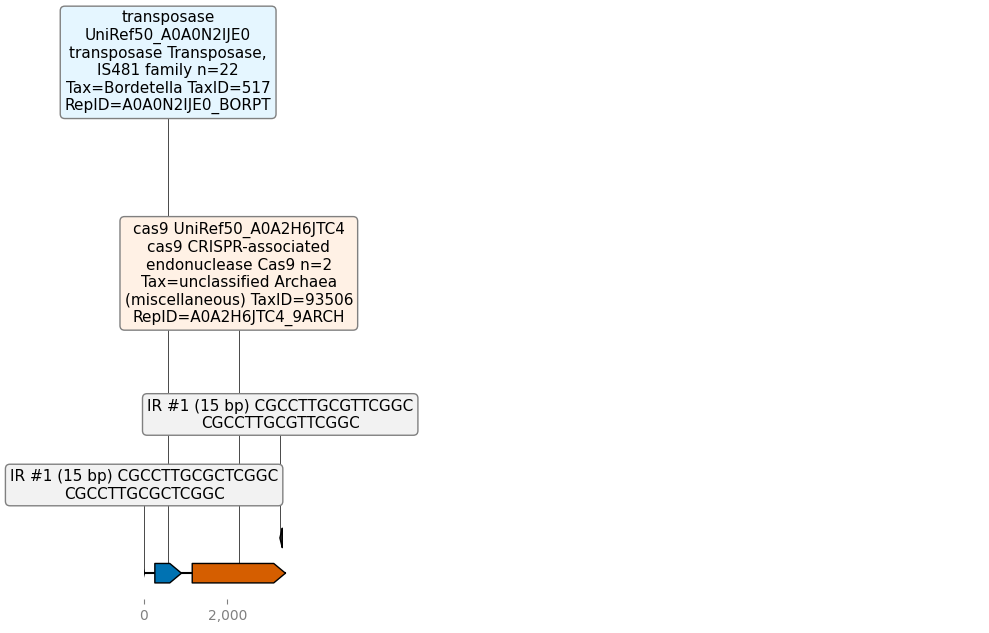 transposase
UniRef50_A0A0N2IJE0
transposase Transposase,
IS481 family n=22
Tax=Bordetella TaxID=517
RepID=A0A0N2IJE0_BORPT
cas9 UniRef50_A0A2H6JTC4
cas9 CRISPR-associated
endonuclease Cas9 n=2
Tax=unclassified Archaea
(miscellaneous) TaxID=93506
RepID=A0A2H6JTC4_9ARCH
IR #1 (15 bp) CGCCTTGCGTTCGGC
CGCCTTGCGTTCGGC
IR #1 (15 bp) CGCCTTGCGCTCGGC
CGCCTTGCGCTCGGC
0
2,000